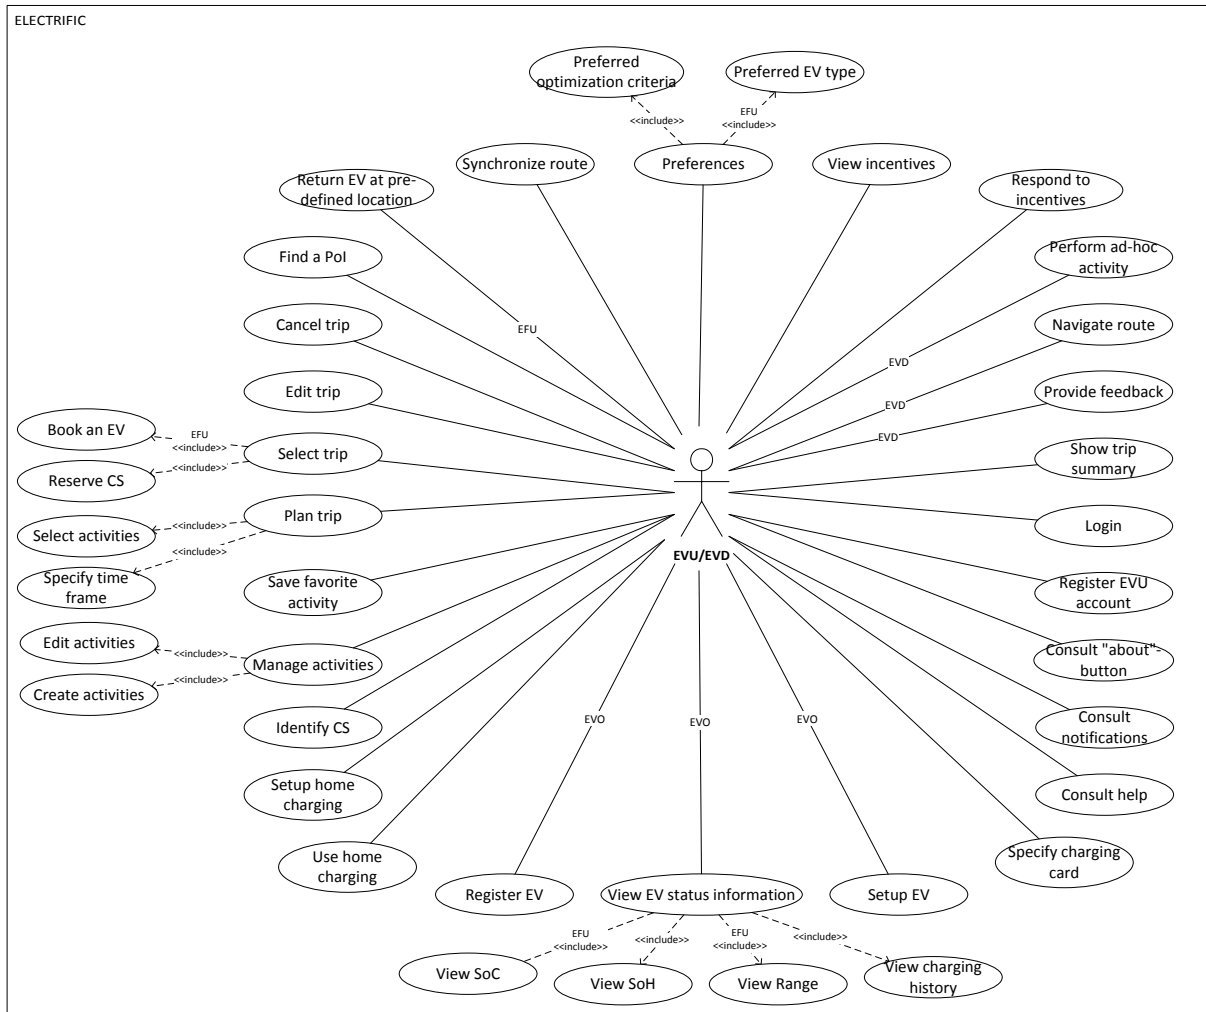 ELECTRIFIC
Preferred
optimization criteria
Preferred EV type
<<include>>
EFU
<<include>>
Synchronize route
Preferences
View incentives
Return EV at pre-
defined location
Respond to
incentives
Find a PoI
Perform ad-hoc
activity
Cancel trip
EFU
Navigate route
EVD
Edit trip
Provide feedback
EVD
EVD
Book an EV
EFU
<<include>>
Select trip
Show trip
summary
Reserve CS
<<include>>
Plan trip
Login
Select activities
<<include>>
<<include>>
EVU/EVD
Specify time
frame
Save favorite
activity
Register EVU
account
Edit activities
<<include>>
Manage activities
Consult "about"-
button
Create activities
<<include>>
Identify CS
EVO
EVO
EVO
Consult
notifications
Setup home
charging
Consult help
Use home
charging
Specify charging
card
Register EV
View EV status information
Setup EV
EFU
<<include>>
<<include>>
EFU
<<include>>
<<include>>
View SoC
View SoH
View Range
View charging
history